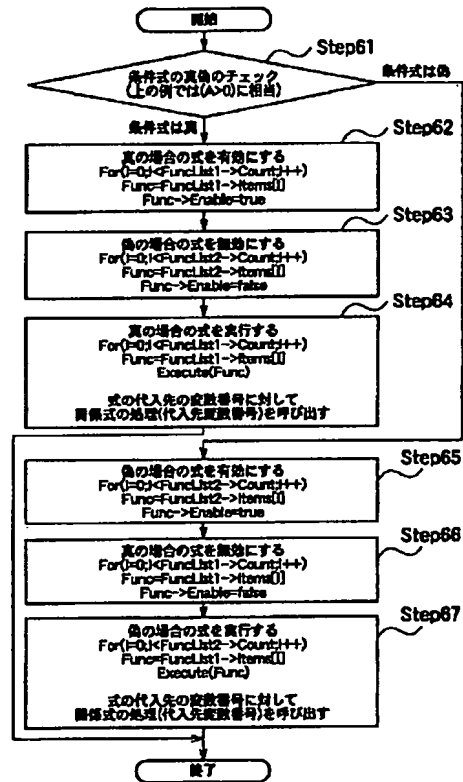 開始
Step61
条件式の真偽のチェック
(上の例では(A>0)に相当)
条件式は偽
条件式は真
Step62
真の場合の式を有効にする
For(i=0;i<FuncList1->Count;i++)
Func=FuncList1->Items[i]
Func->Enable=true
Step63
偽の場合の式を無効にする
For(i=0;i<FuncList2->Count;i++)
Func=FuncList2->Items[i]
Func->Enable=false
Step64
真の場合の式を実行する
For(i=0;i<FuncList1->Count;i++)
Func=FuncList1->Items[i]
Execute(Func)
式の代入先の変数番号に対して
関係式の処理(代入先変数番号)を呼び出す
Step65
偽の場合の式を有効にする
For(i=0;i<FuncList2->Count;i++)
Func=FuncList2->Items[i]
Func->Enable=true
Step66
真の場合の式を無効にする
For(i=0;i<FuncList1->Count;i++)
Func=FuncList1->Items[i]
Func->Enable=false
Step67
偽の場合の式を実行する
For(i=0;i<FuncList2->Count;i++)
Func=FuncList1->Items[i]
Execute(Func)
式の代入先の変数番号に対して
関係式の処理(代入先変数番号)を呼び出す
終了